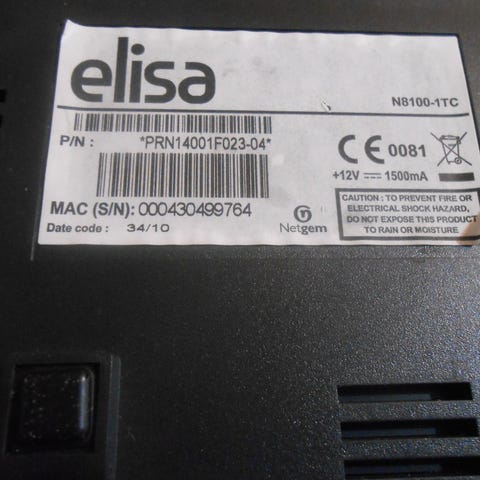 elisa
N8100-1TC
P/N : *PRN14001F023-04*
CE 0081
+12V 1500mA
MAC (S/N): 000430499764
Date code : 34/10
Netgem
CAUTION : TO PREVENT FIRE OR
ELECTRICAL SHOCK HAZARD,
DO NOT EXPOSE THIS PRODUCT
TO RAIN OR MOISTURE